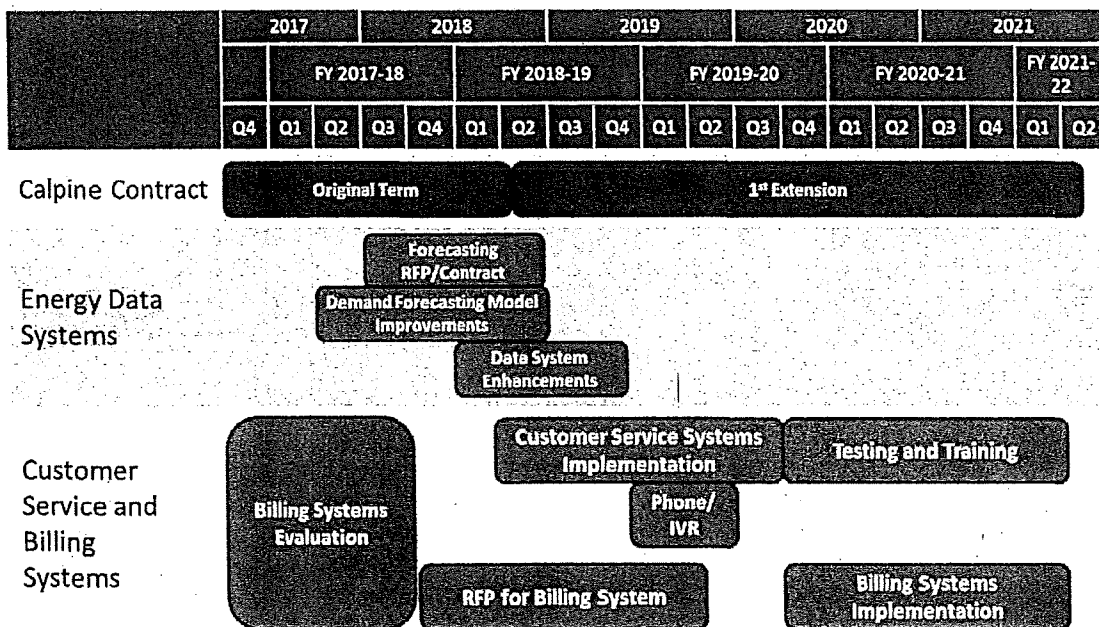 2017 2018 2019 2020 2021
FY 2017-18 FY 2018-19 FY 2019-20 FY 2020-21 FY 2021-
22
Q4 Q1 Q2 Q3 Q4 Q1 Q2 Q3 Q4 Q1 Q2 Q3 Q4 Q1 Q2 Q3 Q4 Q1 Q2
Calpine Contract
Original Term
1st Extension
Energy Data
Systems
Forecasting
RFP/Contract
Demand Forecasting Model
Improvements
Data System
Enhancements
Customer
Service and
Billing
Systems
Billing Systems
Evaluation
Customer Service Systems
Implementation
Testing and Training
Phone/
IVR
RFP for Billing System
Billing Systems
Implementation